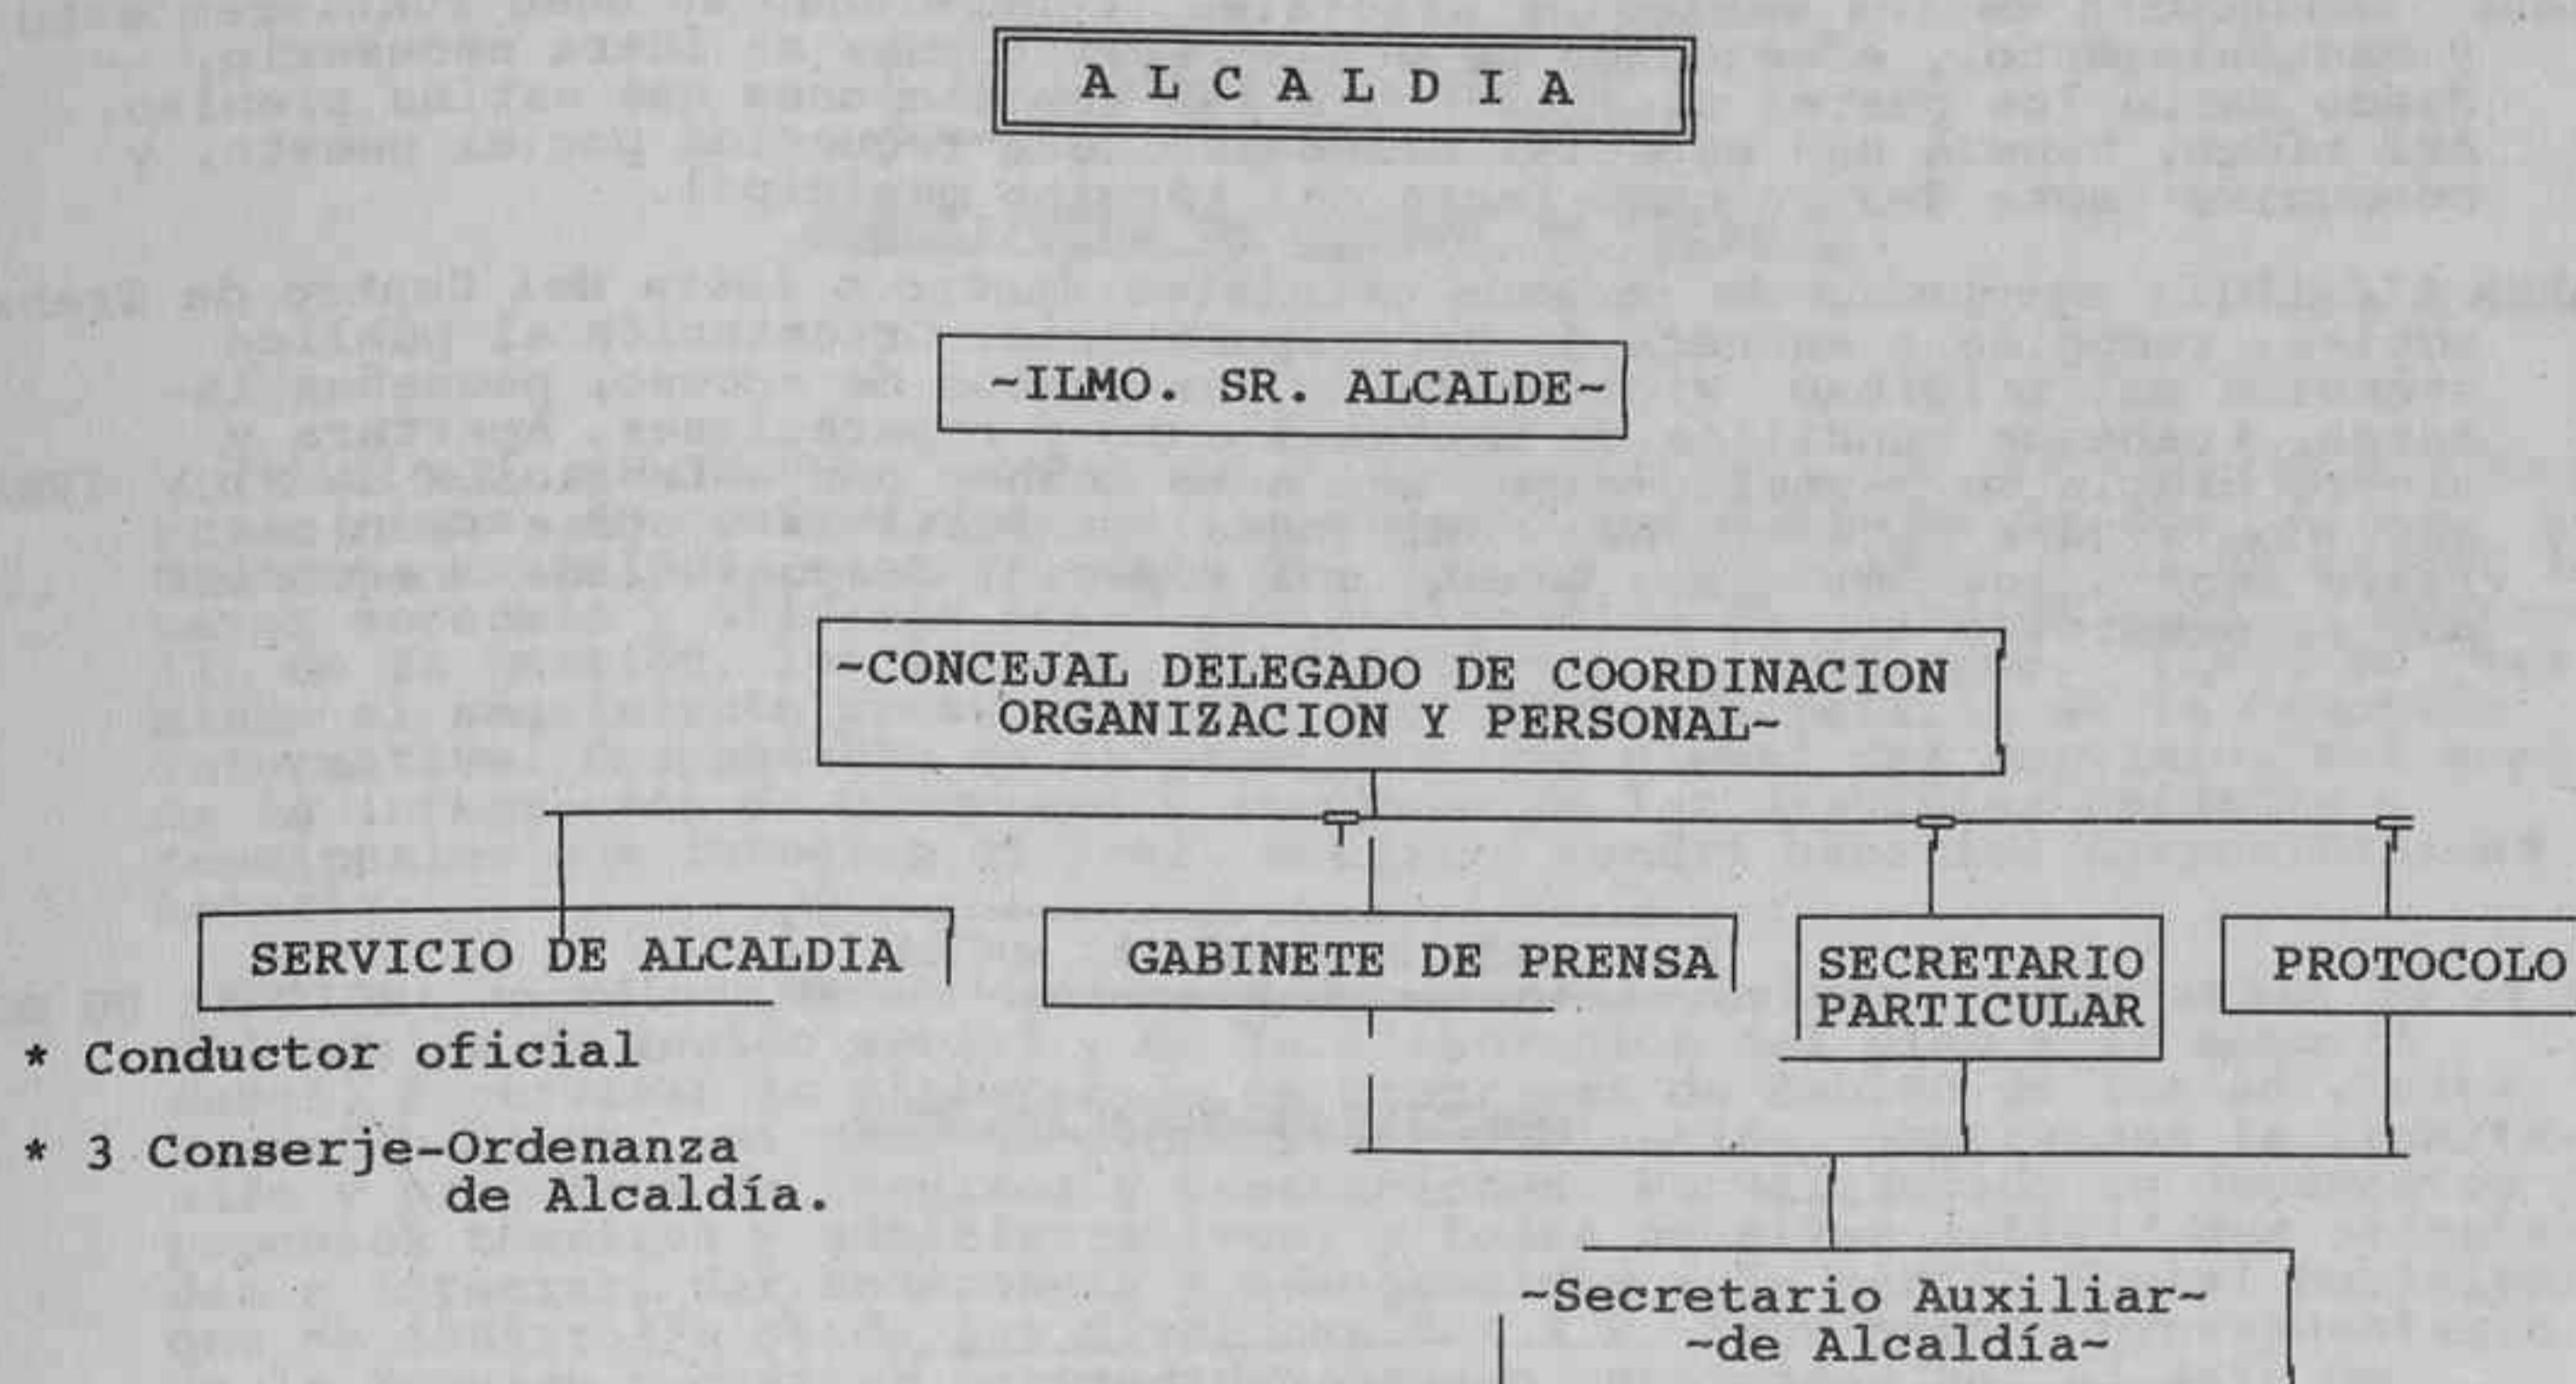 A L C A L D I A
~ILMO. SR. ALCALDE~
~CONCEJAL DELEGADO DE COORDINACION
ORGANIZACION Y PERSONAL~
SERVICIO DE ALCALDIA
GABINETE DE PRENSA
SECRETARIO
PARTICULAR
PROTOCOLO
* Conductor oficial
* 3 Conserje-Ordenanza
de Alcaldía.
~Secretario Auxiliar~
~de Alcaldía~